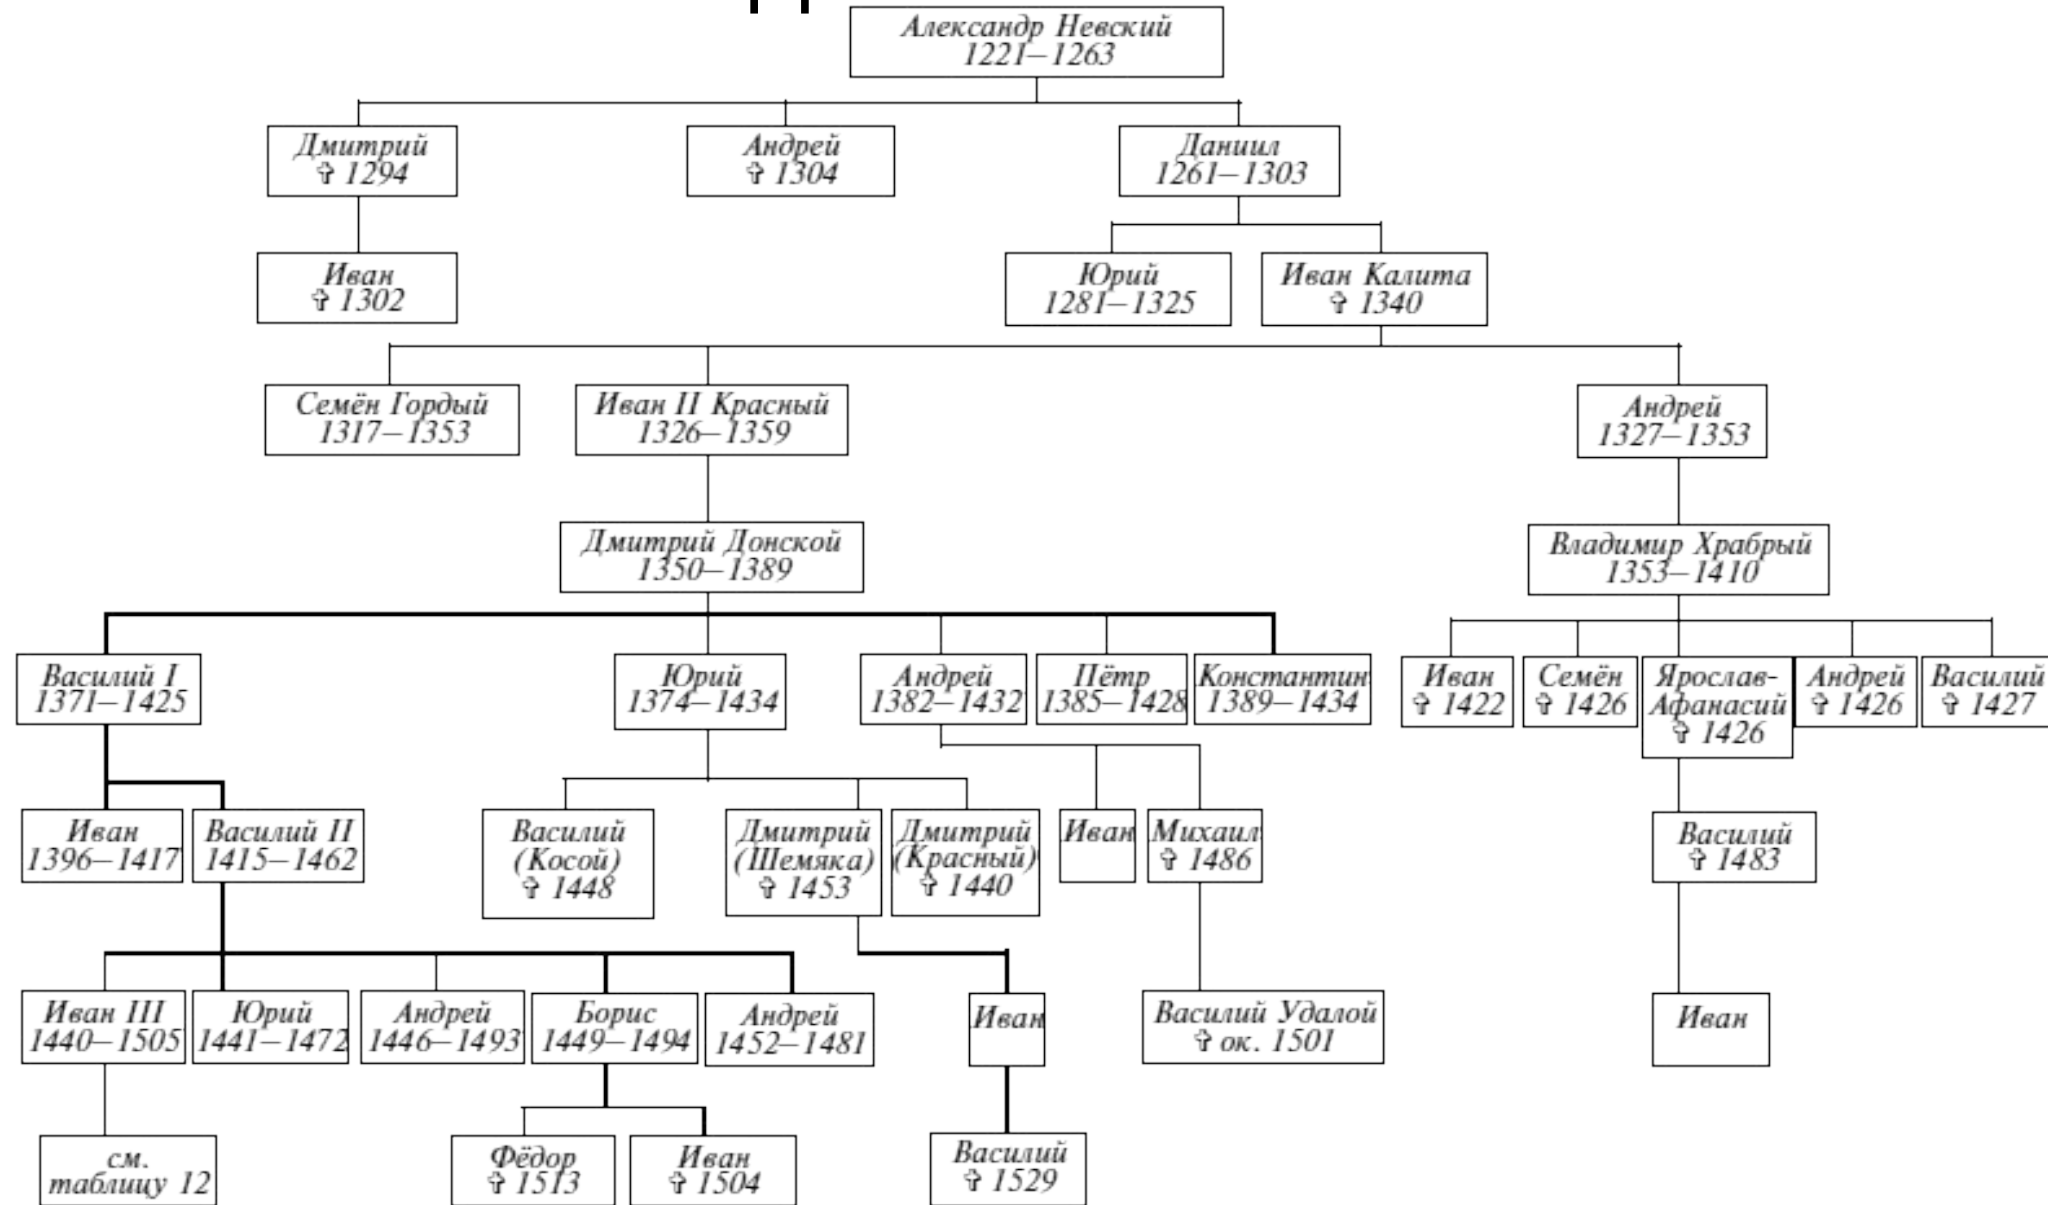 Александр Невский
1221–1263
Дмитрий
✞ 1294
Андрей
✞ 1304
Даниил
1261–1303
Иван
✞ 1302
Юрий
1281–1325
Иван Калита
✞ 1340
Семён Гордый
1317–1353
Иван II Красный
1326–1359
Андрей
1327–1353
Дмитрий Донской
1350–1389
Владимир Храбрый
1353–1410
Василий I
1371–1425
Юрий
1374–1434
Андрей
1382–1432
Пётр
1385–1428
Константин
1389–1434
Иван
✞ 1422
Семён
✞ 1426
Ярослав-
Афанасий
✞ 1426
Андрей
✞ 1426
Василий
✞ 1427
Иван
1396–1417
Василий II
1415–1462
Василий
(Косой)
✞ 1448
Дмитрий
(Шемяка)
✞ 1453
Дмитрий
(Красный)
✞ 1440
Иван
Михаил
✞ 1486
Василий
✞ 1483
Иван III
1440–1505
Юрий
1441–1472
Андрей
1446–1493
Борис
1449–1494
Андрей
1452–1481
Иван
Василий Удалой
✞ ок. 1501
Иван
см.
таблицу 12
Фёдор
✞ 1513
Иван
✞ 1504
Василий
✞ 1529